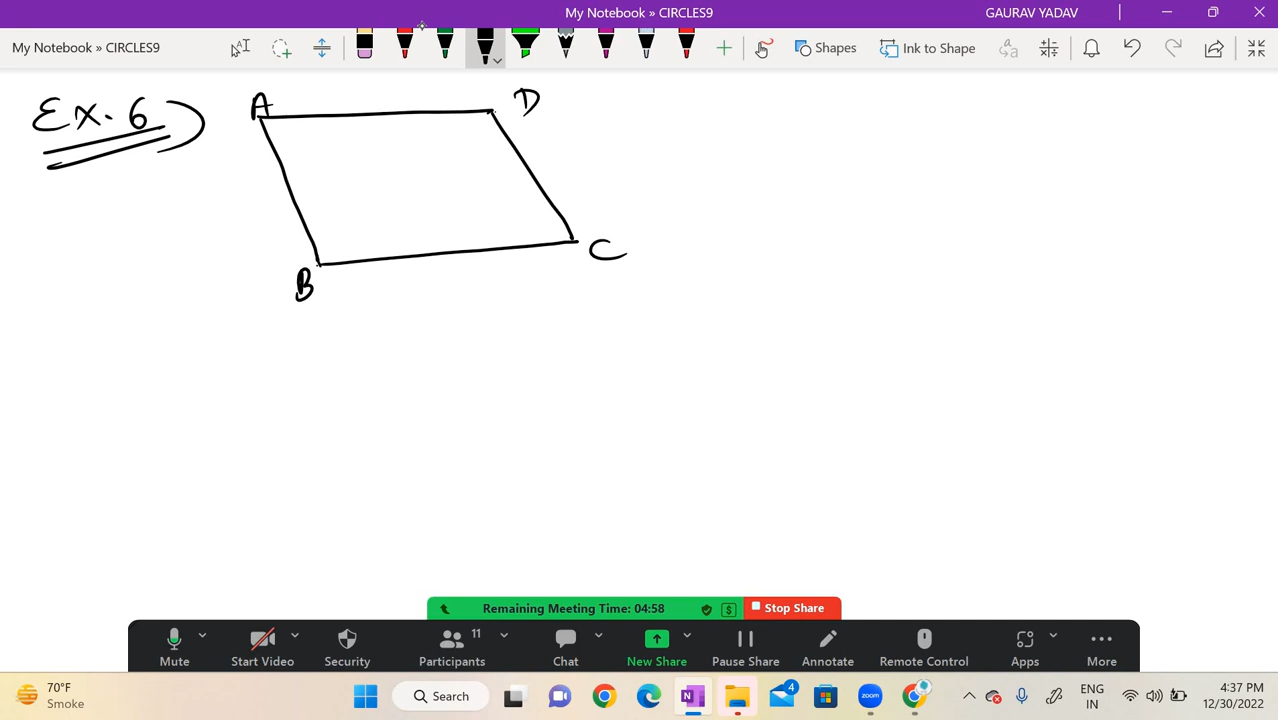 My Notebook » CIRCLES9
GAURAV YADAV
My Notebook » CIRCLES9
Shapes
Ink to Shape
Ex. 6)
A
D
B
C
Remaining Meeting Time: 04:58
Stop Share
Mute
Start Video
Security
11
Participants
Chat
New Share
Pause Share
Annotate
Remote Control
Apps
More
70°F
Smoke
Search
4
zoom
ENG
IN
4:37 PM
12/30/2022